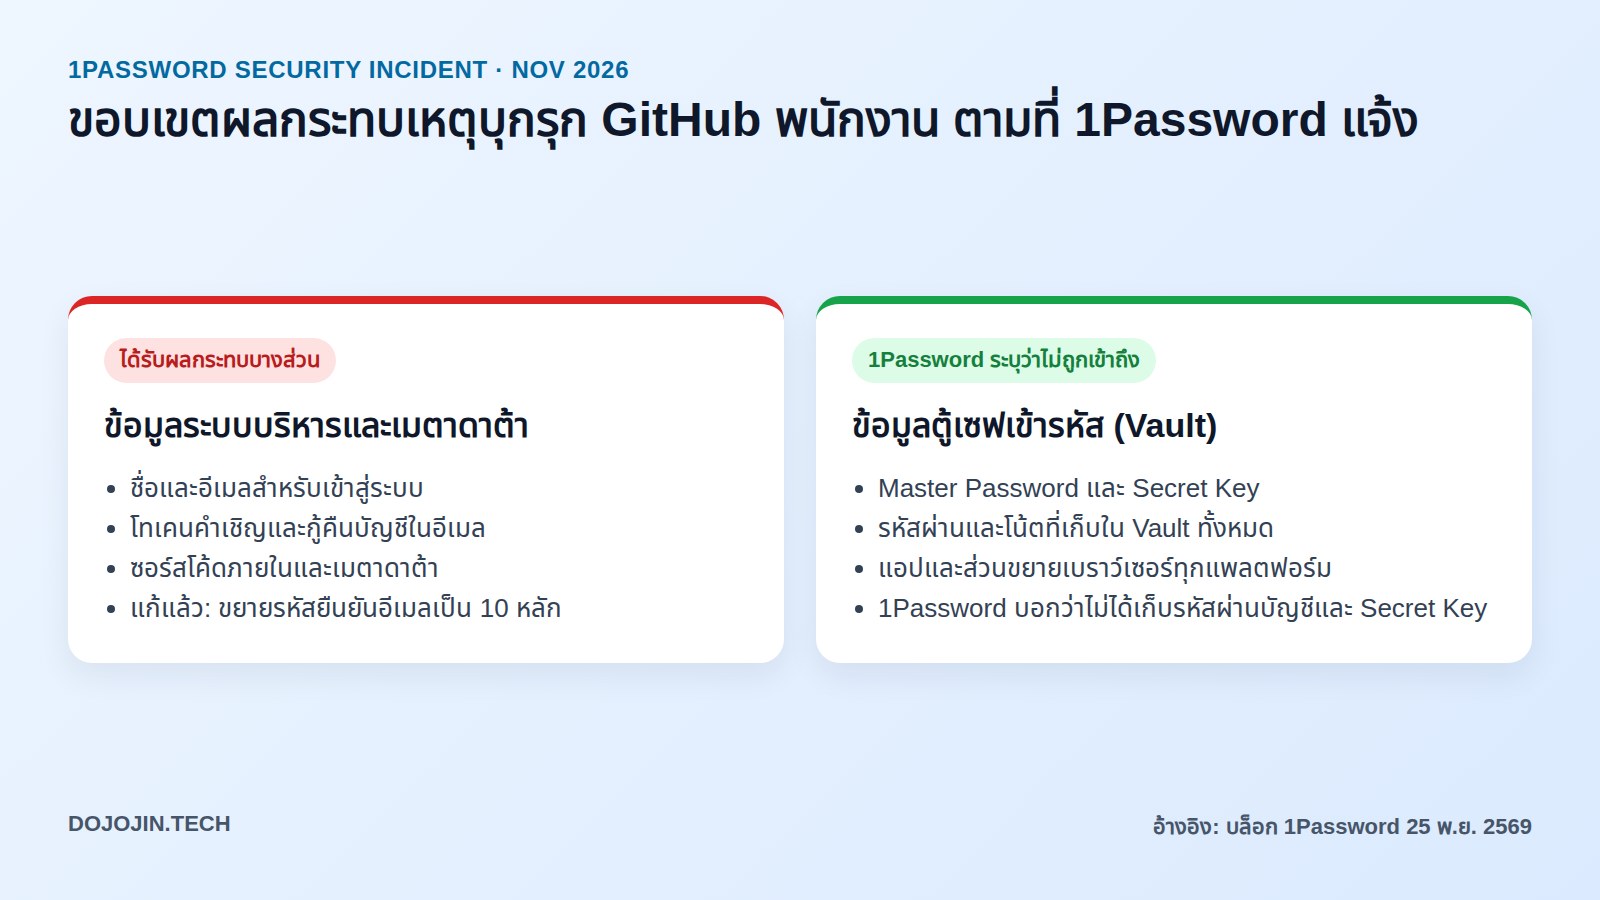 1PASSWORD SECURITY INCIDENT · NOV 2026
ขอบเขตผลกระทบเหตุบุกรุก GitHub พนักงาน ตามที่ 1Password แจ้ง
ได้รับผลกระทบบางส่วน
ข้อมูลระบบบริหารและเมตาดาต้า
• ชื่อและอีเมลสำหรับเข้าสู่ระบบ
• โทเคนคำเชิญและกู้คืนบัญชีในอีเมล
• ซอร์สโค้ดภายในและเมตาดาต้า
• แก้แล้ว: ขยายรหัสยืนยันอีเมลเป็น 10 หลัก
1Password ระบุว่าไม่ถูกเข้าถึง
ข้อมูลตู้เซฟเข้ารหัส (Vault)
• Master Password และ Secret Key
• รหัสผ่านและโน้ตที่เก็บใน Vault ทั้งหมด
• แอปและส่วนขยายเบราว์เซอร์ทุกแพลตฟอร์ม
• 1Password บอกว่าไม่ได้เก็บรหัสผ่านบัญชีและ Secret Key
DOJOJIN.TECH
อ้างอิง: บล็อก 1Password 25 พ.ย. 2569